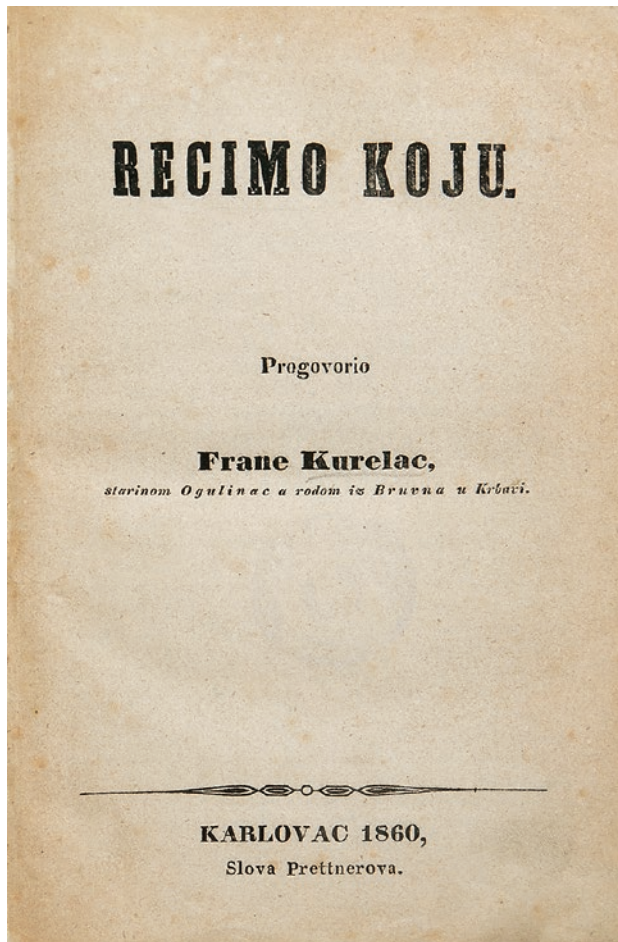 RECIMO KOJU.
Progovorio
Frane Kurelac,
starinom Ogulinac a rodom iz Bruvna u Krbavi.
KARLOVAC 1860,
Slova Prettnerova.